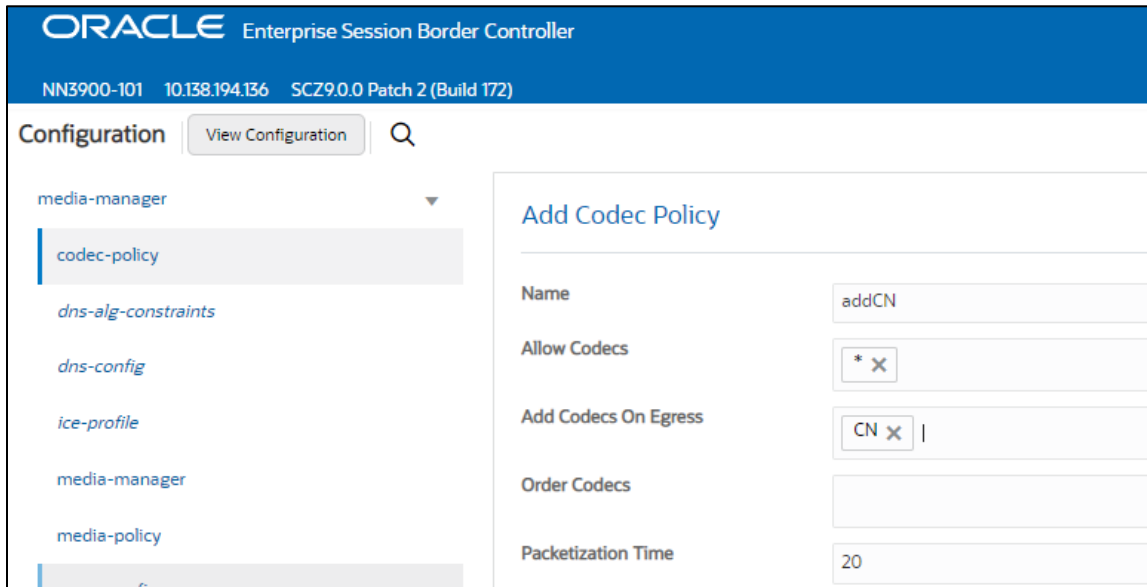 ORACLE Enterprise Session Border Controller
NN3900-101 10.138.194.136 SCZ9.0.0 Patch 2 (Build 172)
Configuration View Configuration
media-manager
codec-policy
dns-alg-constraints
dns-config
ice-profile
media-manager
media-policy
Add Codec Policy
Name addCN
Allow Codecs *
Add Codecs On Egress CN
Order Codecs
Packetization Time 20